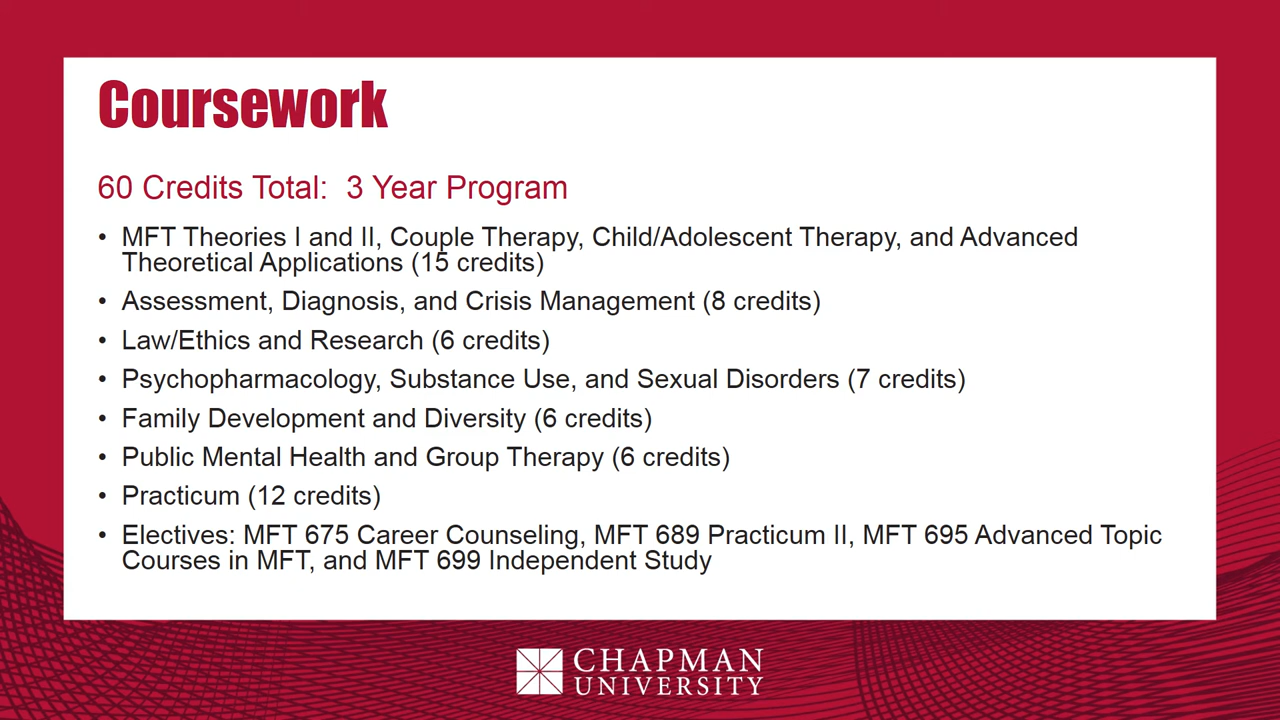 Coursework
60 Credits Total:  3 Year Program
• MFT Theories I and II, Couple Therapy, Child/Adolescent Therapy, and Advanced
Theoretical Applications (15 credits)
• Assessment, Diagnosis, and Crisis Management (8 credits)
• Law/Ethics and Research (6 credits)
• Psychopharmacology, Substance Use, and Sexual Disorders (7 credits)
• Family Development and Diversity (6 credits)
• Public Mental Health and Group Therapy (6 credits)
• Practicum (12 credits)
• Electives: MFT 675 Career Counseling, MFT 689 Practicum II, MFT 695 Advanced Topic
Courses in MFT, and MFT 699 Independent Study
CHAPMAN
UNIVERSITY